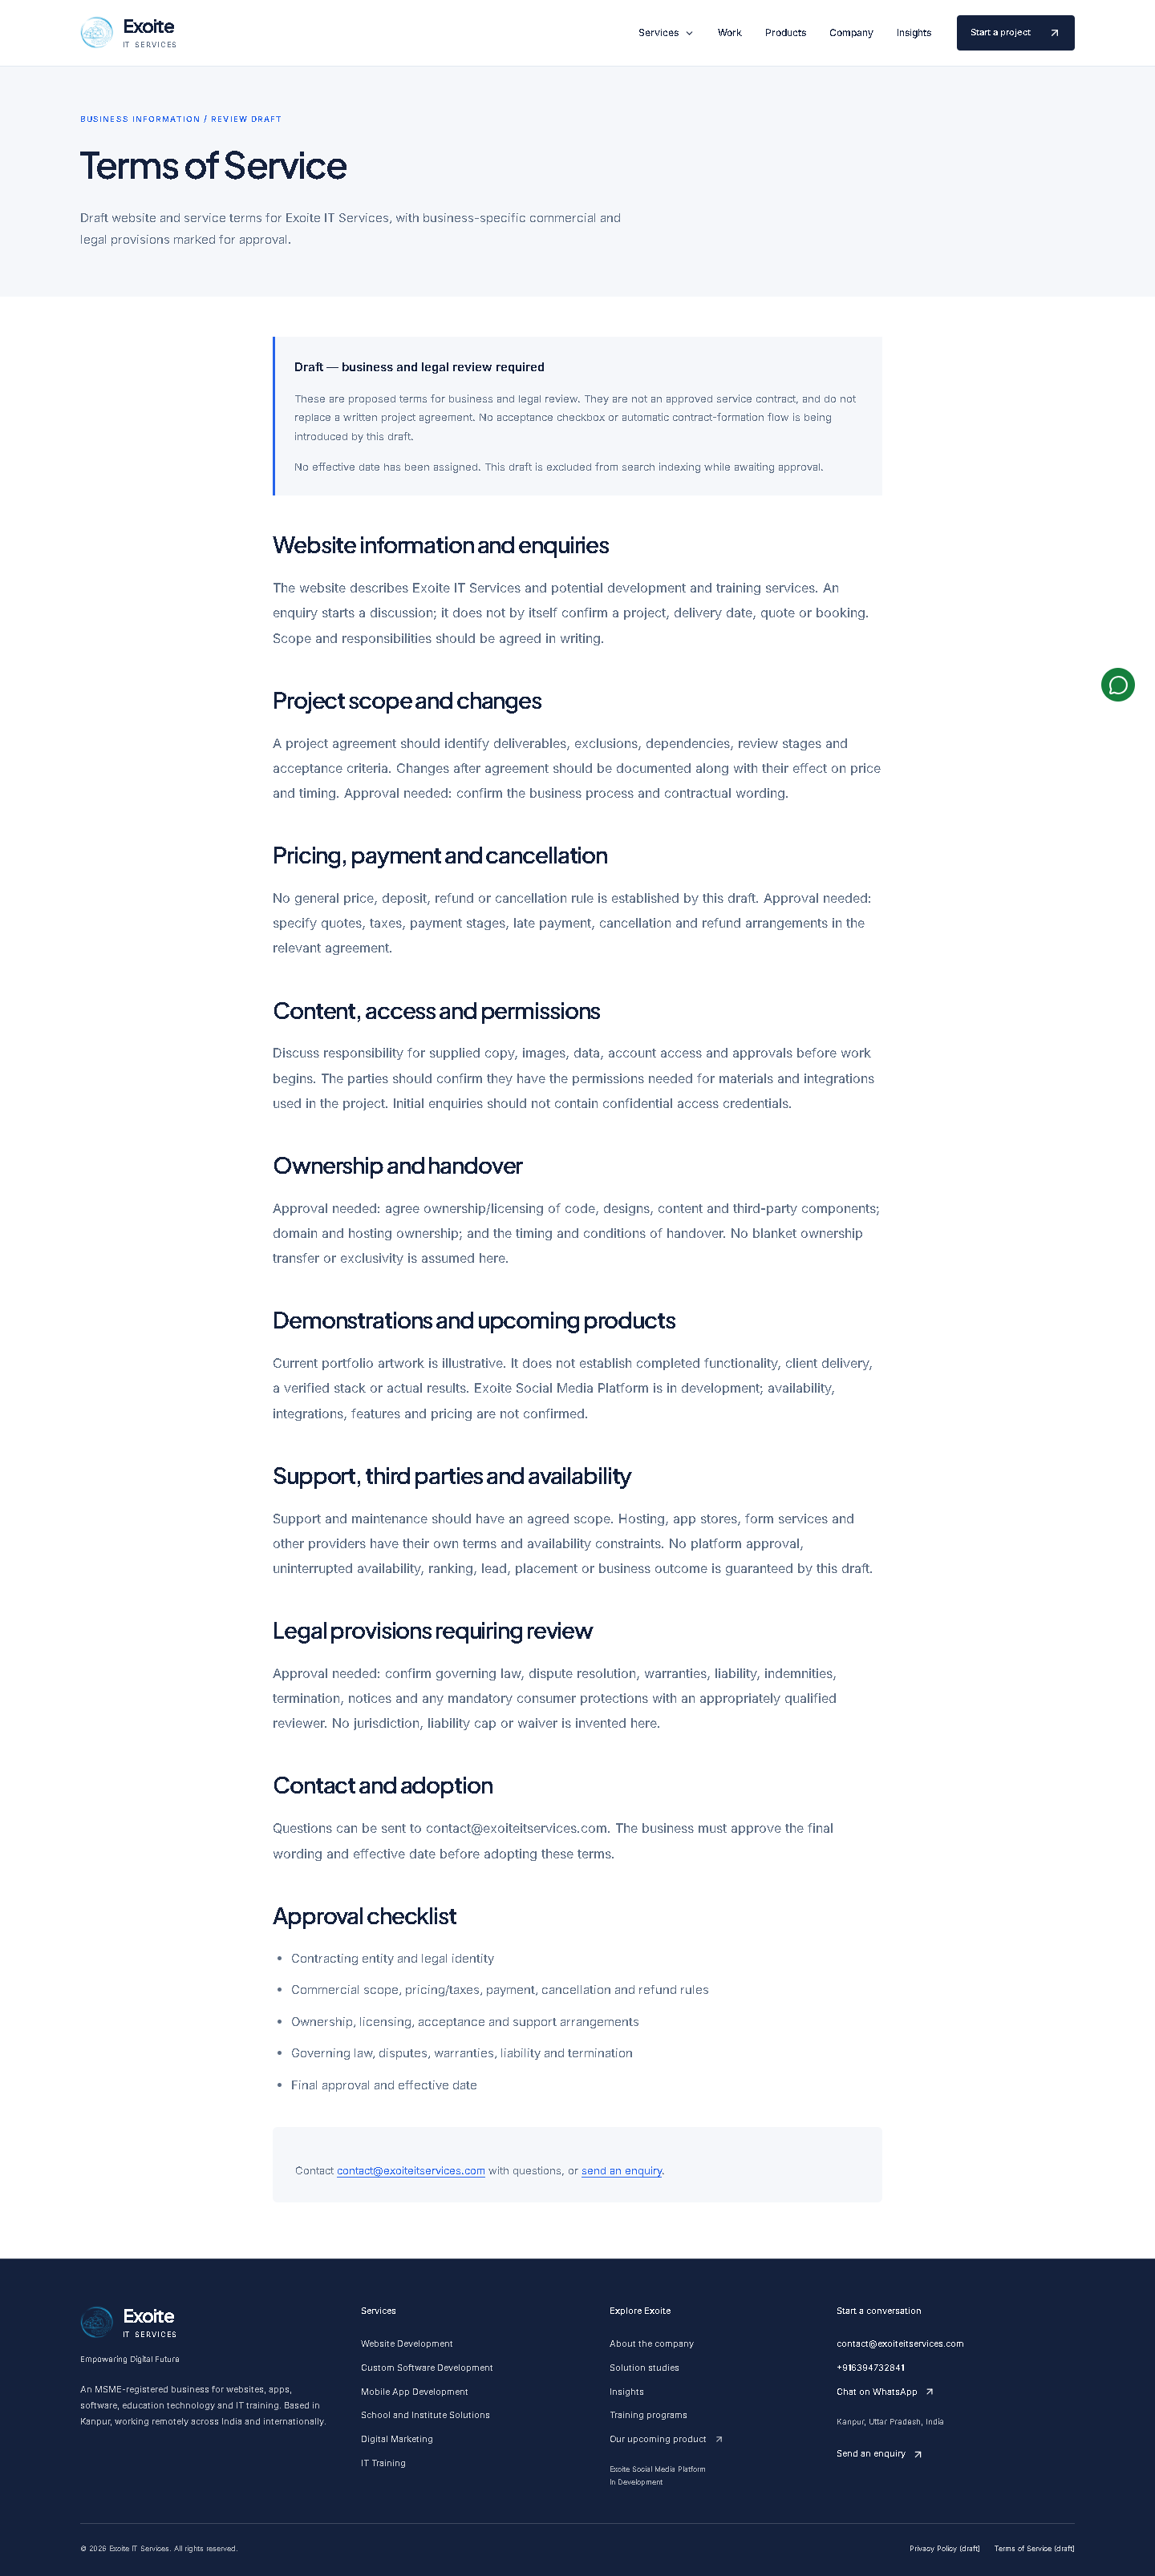 Exoite
IT SERVICES
Services
Work
Products
Company
Insights
Start a project
BUSINESS INFORMATION / REVIEW DRAFT
Terms of Service
Draft website and service terms for Exoite IT Services, with business-specific commercial and
legal provisions marked for approval.
Draft — business and legal review required
These are proposed terms for business and legal review. They are not an approved service contract, and do not
replace a written project agreement. No acceptance checkbox or automatic contract-formation flow is being
introduced by this draft.
No effective date has been assigned. This draft is excluded from search indexing while awaiting approval.
Website information and enquiries
The website describes Exoite IT Services and potential development and training services. An
enquiry starts a discussion; it does not by itself confirm a project, delivery date, quote or booking.
Scope and responsibilities should be agreed in writing.
Project scope and changes
A project agreement should identify deliverables, exclusions, dependencies, review stages and
acceptance criteria. Changes after agreement should be documented along with their effect on price
and timing. Approval needed: confirm the business process and contractual wording.
Pricing, payment and cancellation
No general price, deposit, refund or cancellation rule is established by this draft. Approval needed:
specify quotes, taxes, payment stages, late payment, cancellation and refund arrangements in the
relevant agreement.
Content, access and permissions
Discuss responsibility for supplied copy, images, data, account access and approvals before work
begins. The parties should confirm they have the permissions needed for materials and integrations
used in the project. Initial enquiries should not contain confidential access credentials.
Ownership and handover
Approval needed: agree ownership/licensing of code, designs, content and third-party components;
domain and hosting ownership; and the timing and conditions of handover. No blanket ownership
transfer or exclusivity is assumed here.
Demonstrations and upcoming products
Current portfolio artwork is illustrative. It does not establish completed functionality, client delivery,
a verified stack or actual results. Exoite Social Media Platform is in development; availability,
integrations, features and pricing are not confirmed.
Support, third parties and availability
Support and maintenance should have an agreed scope. Hosting, app stores, form services and
other providers have their own terms and availability constraints. No platform approval,
uninterrupted availability, ranking, lead, placement or business outcome is guaranteed by this draft.
Legal provisions requiring review
Approval needed: confirm governing law, dispute resolution, warranties, liability, indemnities,
termination, notices and any mandatory consumer protections with an appropriately qualified
reviewer. No jurisdiction, liability cap or waiver is invented here.
Contact and adoption
Questions can be sent to contact@exoiteitservices.com. The business must approve the final
wording and effective date before adopting these terms.
Approval checklist
• Contracting entity and legal identity
• Commercial scope, pricing/taxes, payment, cancellation and refund rules
• Ownership, licensing, acceptance and support arrangements
• Governing law, disputes, warranties, liability and termination
• Final approval and effective date
Contact contact@exoiteitservices.com with questions, or send an enquiry.
Exoite
IT SERVICES
Empowering Digital Future
An MSME-registered business for websites, apps,
software, education technology and IT training. Based in
Kanpur, working remotely across India and internationally.
Services
Website Development
Custom Software Development
Mobile App Development
School and Institute Solutions
Digital Marketing
IT Training
Explore Exoite
About the company
Solution studies
Insights
Training programs
Our upcoming product
Exoite Social Media Platform
In Development
Start a conversation
contact@exoiteitservices.com
+916394732841
Chat on WhatsApp
Kanpur, Uttar Pradesh, India
Send an enquiry
© 2026 Exoite IT Services. All rights reserved.
Privacy Policy (draft)
Terms of Service (draft)